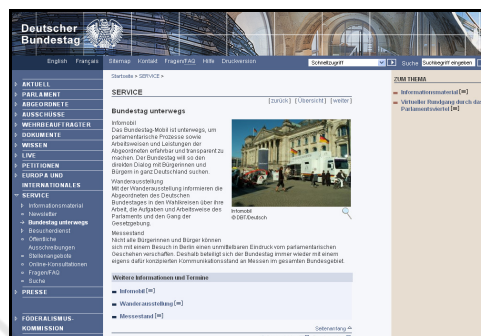 Deutscher
Bundestag
English Français Sitemap Kontakt Fragen/FAQ Hilfe Druckversion Schnellzugriff Suche Suchbegriff eingeben
Startseite > SERVICE >
AKTUELL
PARLAMENT
ABGEORDNETE
AUSSCHÜSSE
WEHRBEAUFTRAGTER
DOKUMENTE
WISSEN
LIVE
PETITIONEN
EUROPA UND
INTERNATIONALES
SERVICE
Informationsmaterial
Newsletter
Bundestag unterwegs
Besucherdienst
Öffentliche
Ausschreibungen
Stellenangebote
Online-Konsultationen
Fragen/FAQ
Suche
PRESSE
FÖDERALISMUS-
KOMMISSION
SERVICE
[zurück] [Übersicht] [weiter]
Bundestag unterwegs
Infomobil
Das Bundestag-Mobil ist unterwegs, um
parlamentarische Prozesse sowie
Arbeitsweisen und Leistungen der
Abgeordneten erfahrbar und transparent zu
machen. Der Bundestag will so den
direkten Dialog mit Bürgerinnen und
Bürgern in ganz Deutschland suchen.
Wanderausstellung
Mit der Wanderausstellung informieren die
Abgeordneten des Deutschen
Bundestages in den Wahlkreisen über ihre
Arbeit, die Aufgaben und Arbeitsweise des
Parlaments und den Gang der
Gesetzgebung.
Infomobil
© DBT/Deutsch
Messestand
Nicht alle Bürgerinnen und Bürger können
sich mit einem Besuch in Berlin einen unmittelbaren Eindruck vom parlamentarischen
Geschehen verschaffen. Deshalb beteiligt sich der Bundestag immer wieder mit einem
eigens dafür konzipierten Kommunikationsstand an Messen im gesamten Bundesgebiet.
Weitere Informationen und Termine
Infomobil
Wanderausstellung
Messestand
Seitenanfang
ZUM THEMA
Informationsmaterial
Virtueller Rundgang durch das
Parlamentsviertel